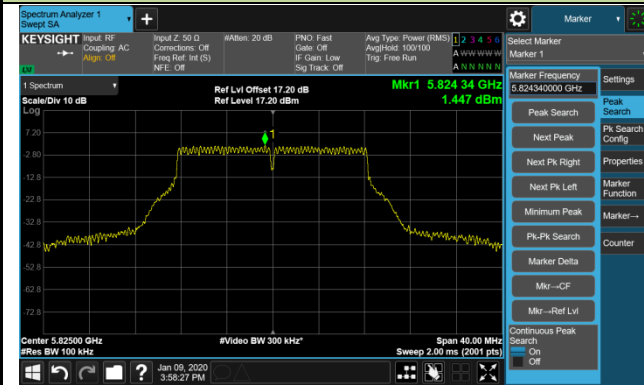 Spectrum Analyzer 1
Swept SA
+
Marker
KEYSIGHT
Input: RF
Coupling: AC
Align: Off
Input Z: 50 Ω
Corrections: Off
Freq Ref: Int (S)
NFE: Off
#Atten: 20 dB
PNO: Fast
Gate: Off
IF Gain: Low
Sig Track: Off
Avg Type: Power (RMS)
Avg|Hold: 100/100
Trig: Free Run
1 2 3 4 5 6
A W W W W W
A N N N N N
Select Marker
Marker 1
1 Spectrum
Scale/Div 10 dB
Log
Ref Lvl Offset 17.20 dB
Ref Level 17.20 dBm
Mkr1 5.824 34 GHz
1.447 dBm
7.20
-2.80
-12.8
-22.8
-32.8
-42.8
-52.8
-62.8
-72.8
1
Center 5.82500 GHz
#Res BW 100 kHz
#Video BW 300 kHz*
Span 40.00 MHz
Sweep 2.00 ms (2001 pts)
Marker Frequency
5.824340000 GHz
Peak Search
Next Peak
Next Pk Right
Next Pk Left
Minimum Peak
Pk-Pk Search
Marker Delta
Mkr→CF
Mkr→Ref Lvl
Continuous Peak
Search
On
Off
Settings
Peak
Search
Pk Search
Config
Properties
Marker
Function
Marker→
Counter
?
Jan 09, 2020
3:58:27 PM